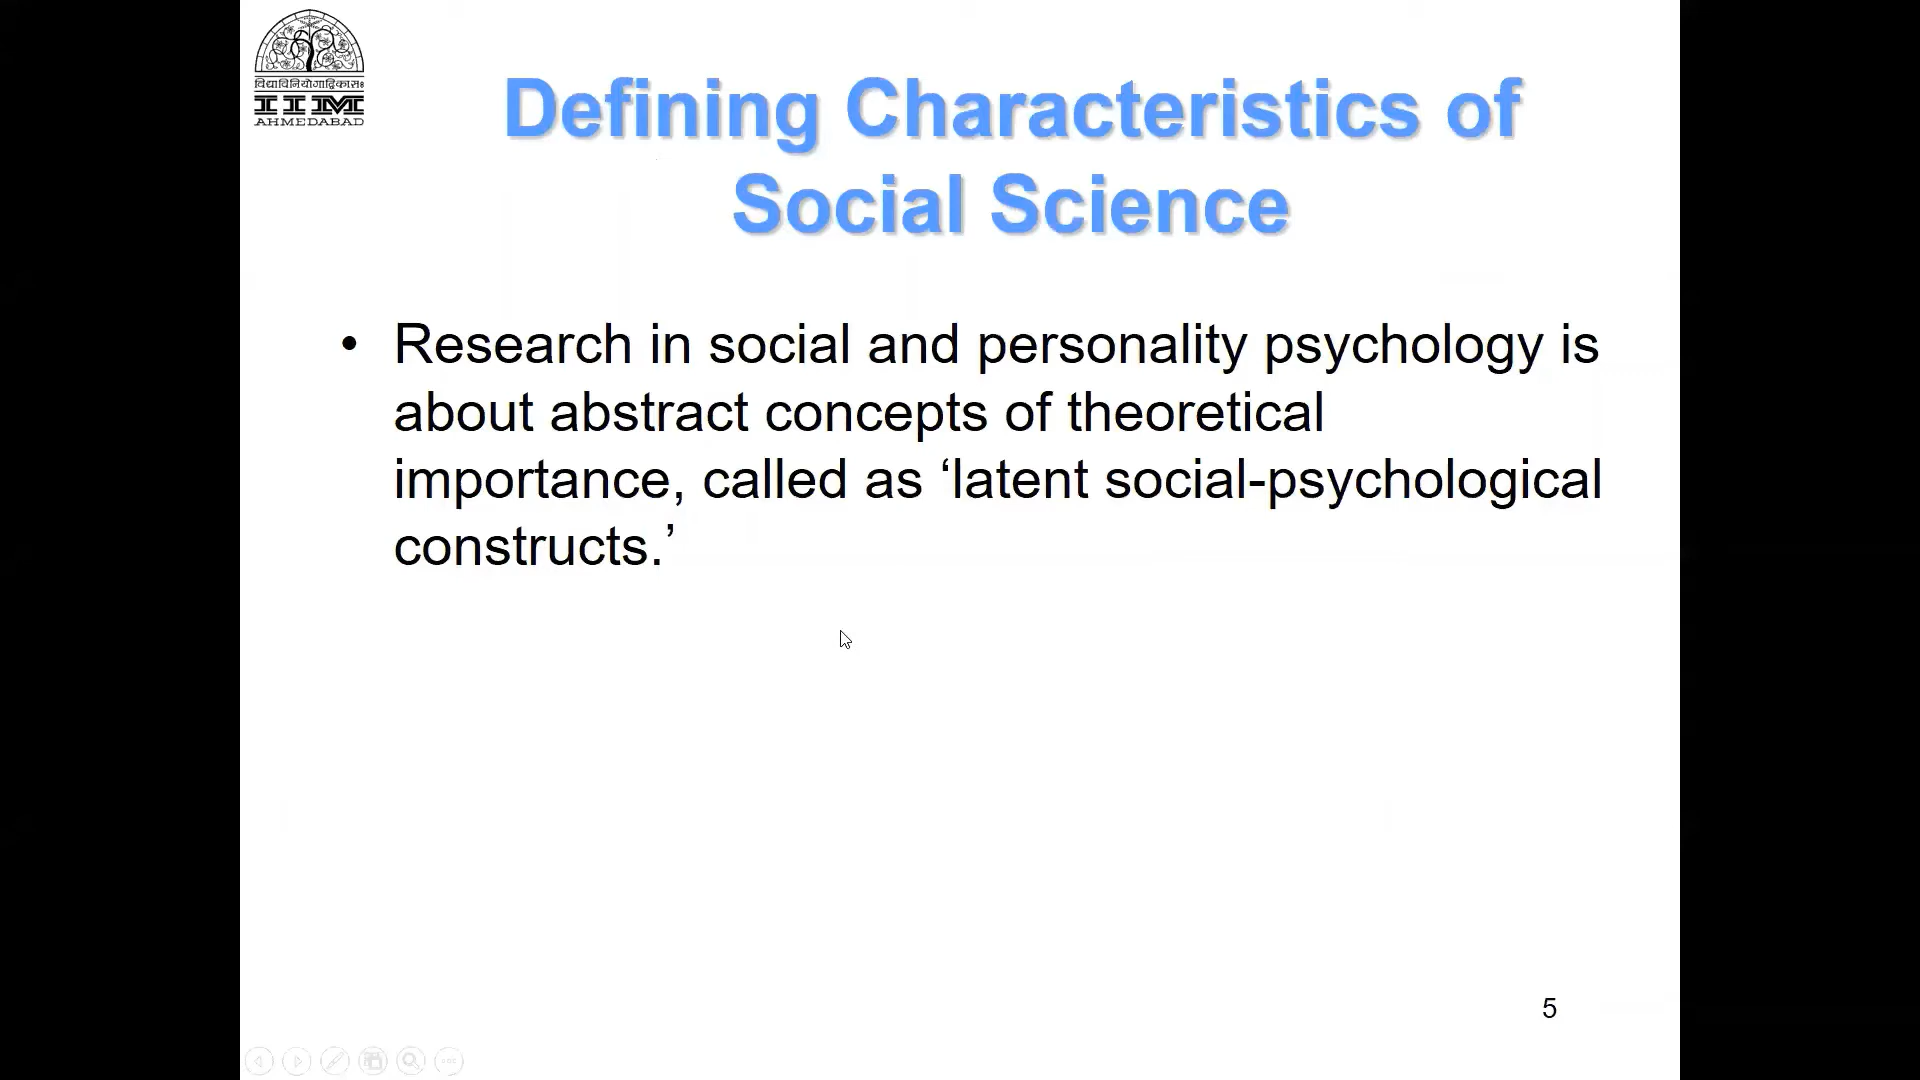 विद्याविनियोगाद्विकासः
IIM
AHMEDABAD
Defining Characteristics of
Social Science
• Research in social and personality psychology is
about abstract concepts of theoretical
importance, called as ‘latent social-psychological
constructs.’
5